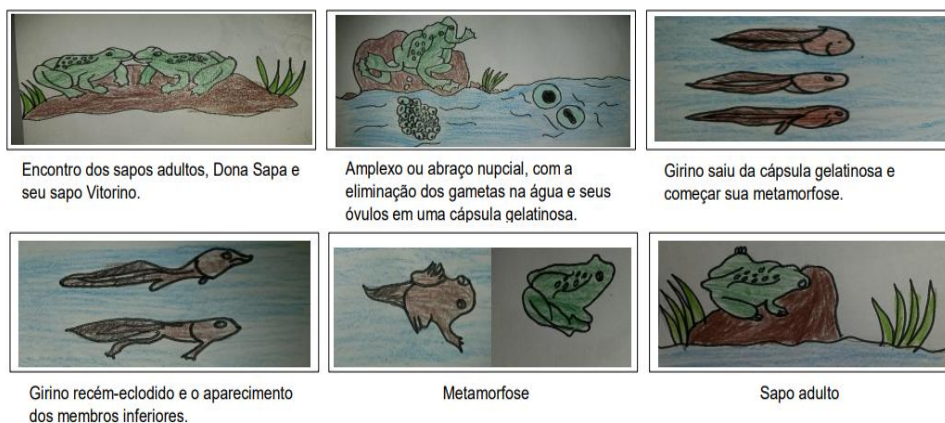 Encontro dos sapos adultos, Dona Sapa e
seu sapo Vitorino.
Amplexo ou abraço nupcial, com a
eliminação dos gametas na água e seus
óvulos em uma cápsula gelatinosa.
Girino saiu da cápsula gelatinosa e
começar sua metamorfose.
Girino recém-eclodido e o aparecimento
dos membros inferiores.
Metamorfose
Sapo adulto